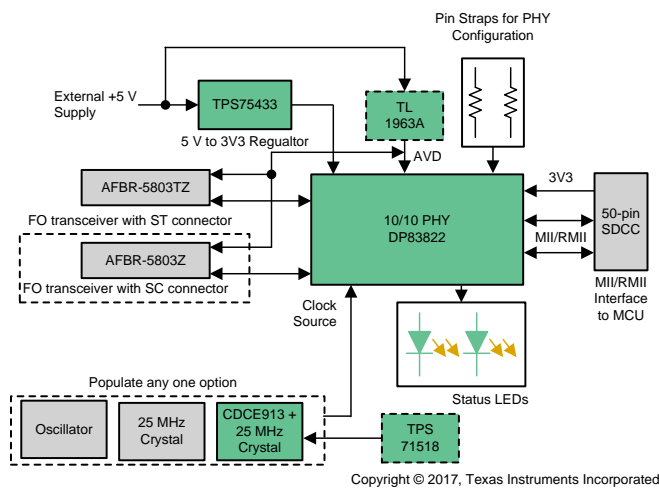 Pin Straps for PHY
Configuration
External +5 V
Supply
TPS75433
5 V to 3V3 Regualtor
TL
1963A
AVD
AFBR-5803TZ
FO transceiver with ST connector
AFBR-5803Z
FO transceiver with SC connector
10/10 PHY
DP83822
3V3
MII/RMII
50-pin
SDCC
MII/RMII
Interface
to MCU
Clock
Source
Status LEDs
Populate any one option
Oscillator
25 MHz
Crystal
CDCE913 +
25 MHz
Crystal
TPS
71518
Copyright © 2017, Texas Instruments Incorporated